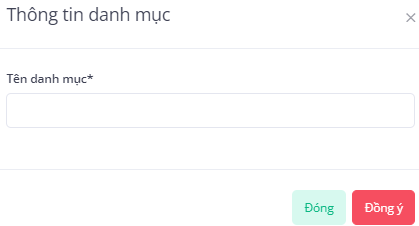 Thông tin danh mục
×
Tên danh mục*
Đóng
Đồng ý